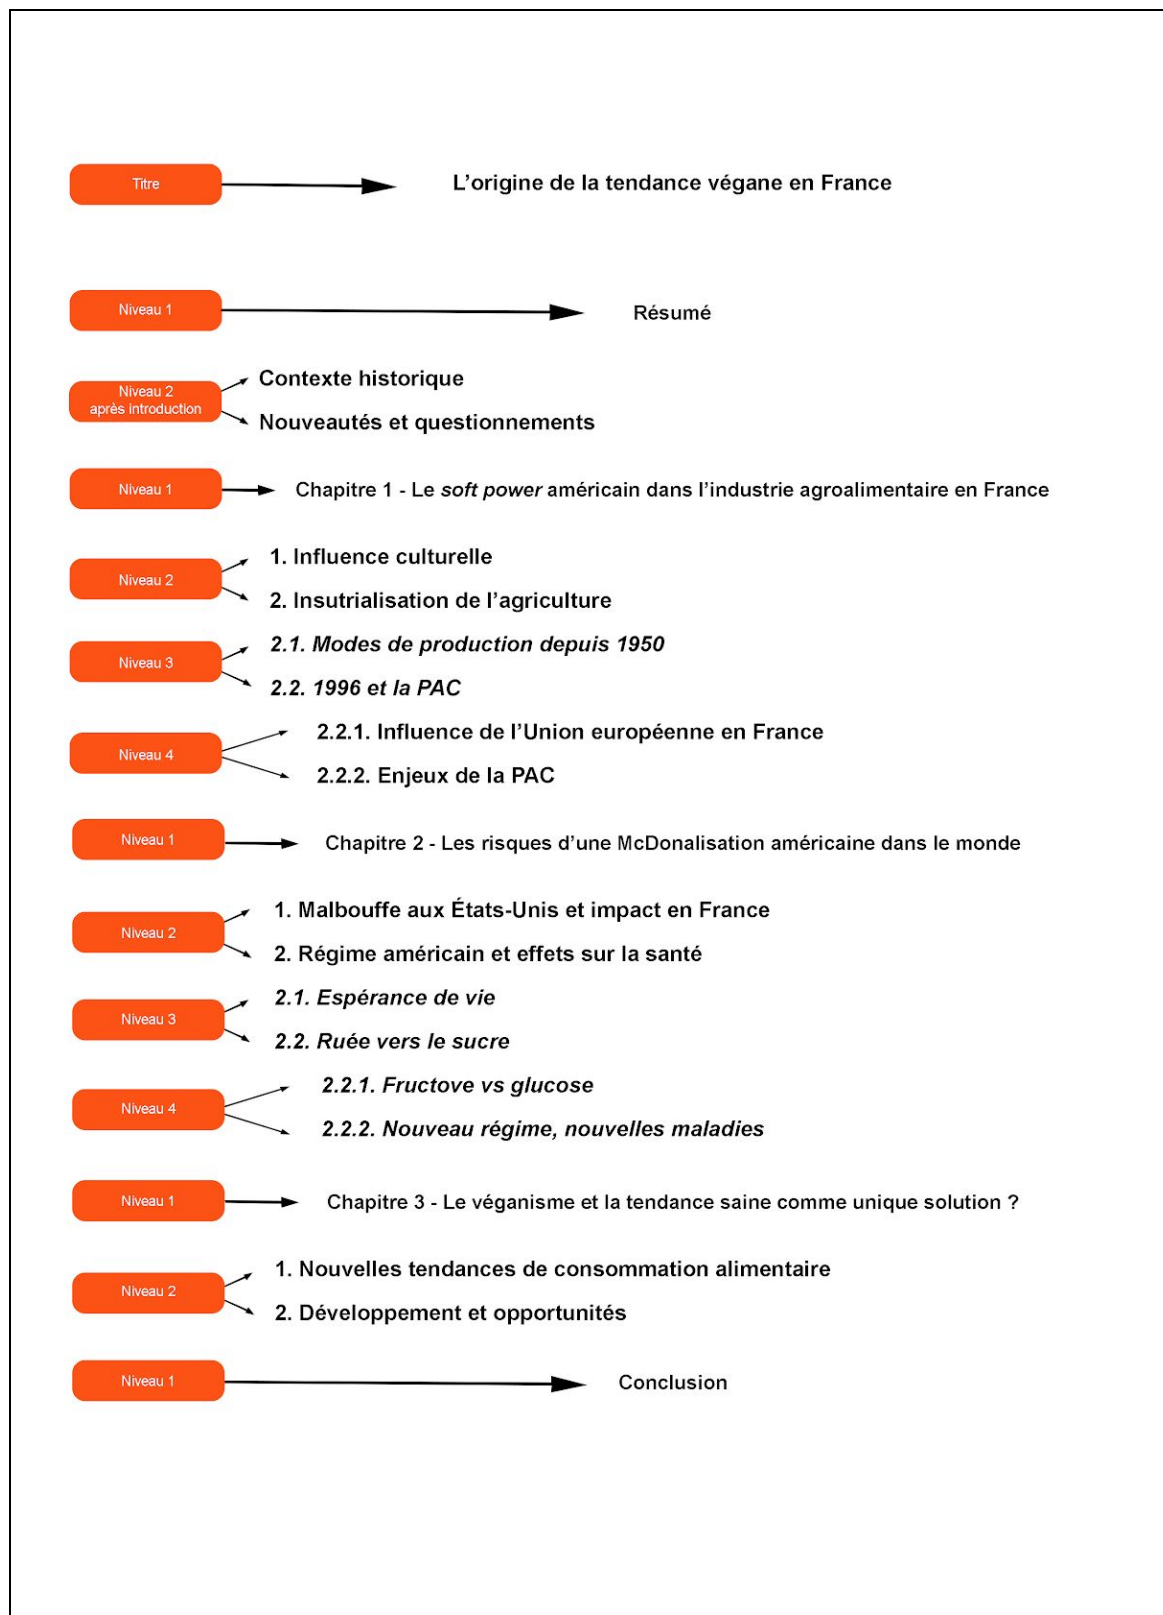 Titre
L'origine de la tendance végane en France
Niveau 1
Résumé
Niveau 2
après introduction
Contexte historique
Nouveautés et questionnements
Niveau 1
Chapitre 1 - Le soft power américain dans l'industrie agroalimentaire en France
Niveau 2
1. Influence culturelle
2. Insutrialisation de l'agriculture
Niveau 3
2.1. Modes de production depuis 1950
2.2. 1996 et la PAC
Niveau 4
2.2.1. Influence de l'Union européenne en France
2.2.2. Enjeux de la PAC
Niveau 1
Chapitre 2 - Les risques d'une McDonalisation américaine dans le monde
Niveau 2
1. Malbouffe aux États-Unis et impact en France
2. Régime américain et effets sur la santé
Niveau 3
2.1. Espérance de vie
2.2. Ruée vers le sucre
Niveau 4
2.2.1. Fructove vs glucose
2.2.2. Nouveau régime, nouvelles maladies
Niveau 1
Chapitre 3 - Le véganisme et la tendance saine comme unique solution ?
Niveau 2
1. Nouvelles tendances de consommation alimentaire
2. Développement et opportunités
Niveau 1
Conclusion